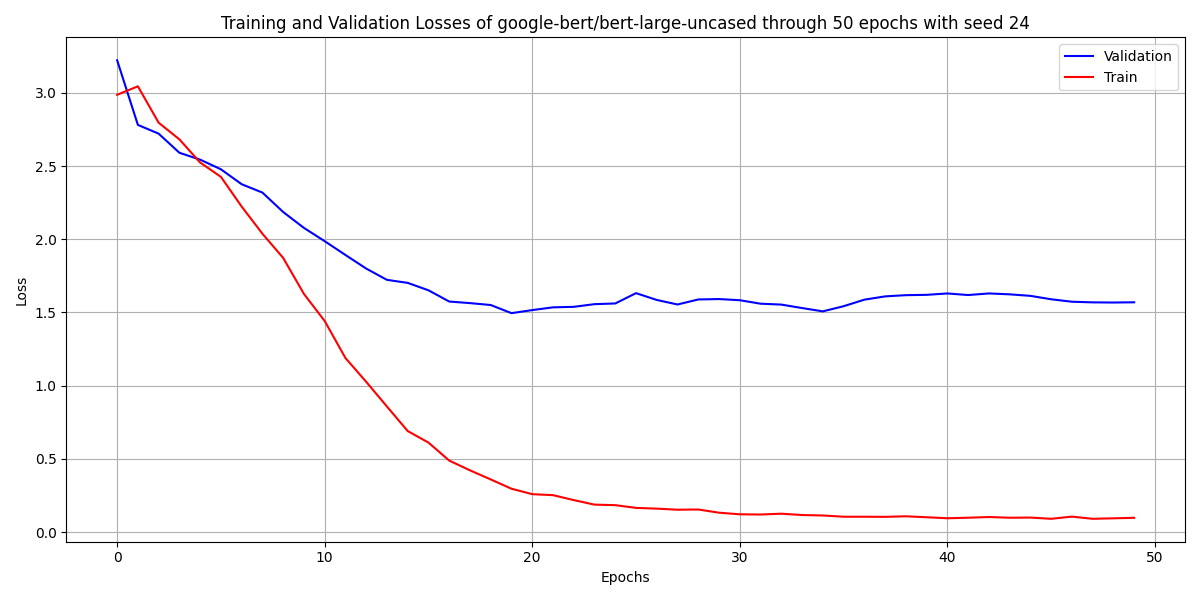 Training and Validation Losses of google-bert/bert-large-uncased through 50 epochs with seed 24
Validation
Train
3.0
2.5
2.0
1.5
1.0
0.5
0.0
Loss
0 10 20 30 40 50
Epochs